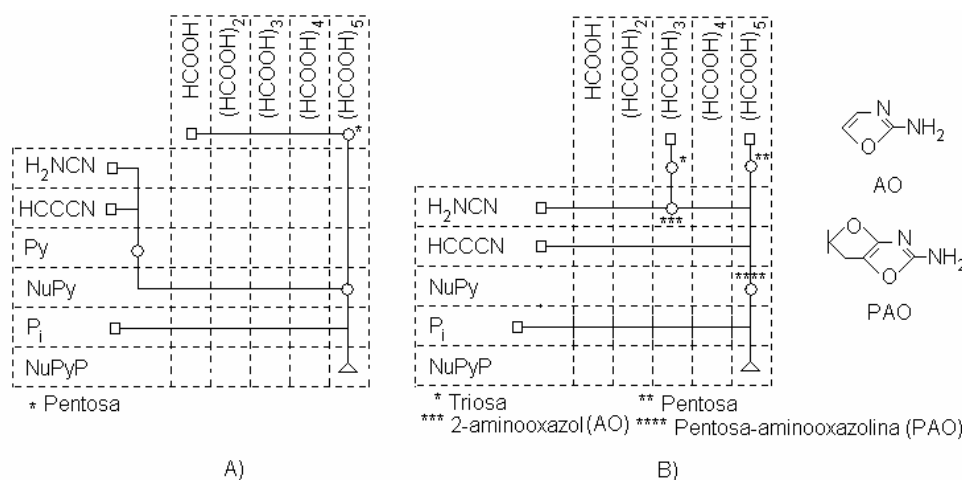 HCOOH
(HCOOH)2
(HCOOH)3
(HCOOH)4
(HCOOH)5
*
H2NCN
HCCCN
Py
NuPy
Pi
NuPyP
* Pentosa
A)
HCOOH
(HCOOH)2
(HCOOH)3
(HCOOH)4
(HCOOH)5
*
**
H2NCN
***
HCCCN
NuPy
****
Pi
NuPyP
* Triosa
** Pentosa
*** 2-aminooxazol(AO)
**** Pentosa-aminooxazolina (PAO)
B)
N
NH2
O
AO
O
N
NH2
O
PAO